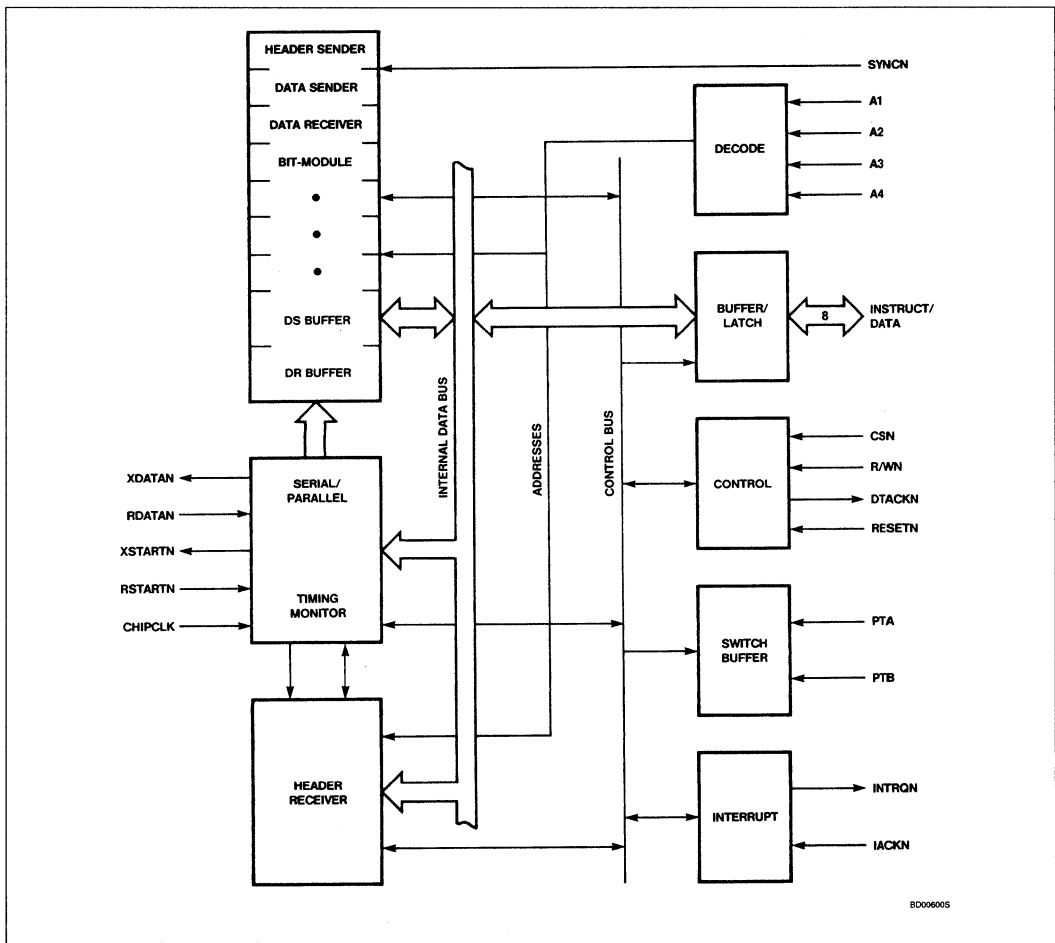 HEADER SENDER
DATA SENDER
DATA RECEIVER
BIT-MODULE
DS BUFFER
DR BUFFER
SYNCN
DECODE
A1
A2
A3
A4
BUFFER/
LATCH
8
INSTRUCT/
DATA
INTERNAL DATA BUS
ADDRESSES
CONTROL BUS
CONTROL
CSN
R/WN
DTACKN
RESETN
XDATAN
RDATAN
XSTARTN
RSTARTN
CHIPCLK
SERIAL/
PARALLEL
TIMING
MONITOR
SWITCH
BUFFER
PTA
PTB
HEADER
RECEIVER
INTERRUPT
INTRQN
IACKN
BD00600S